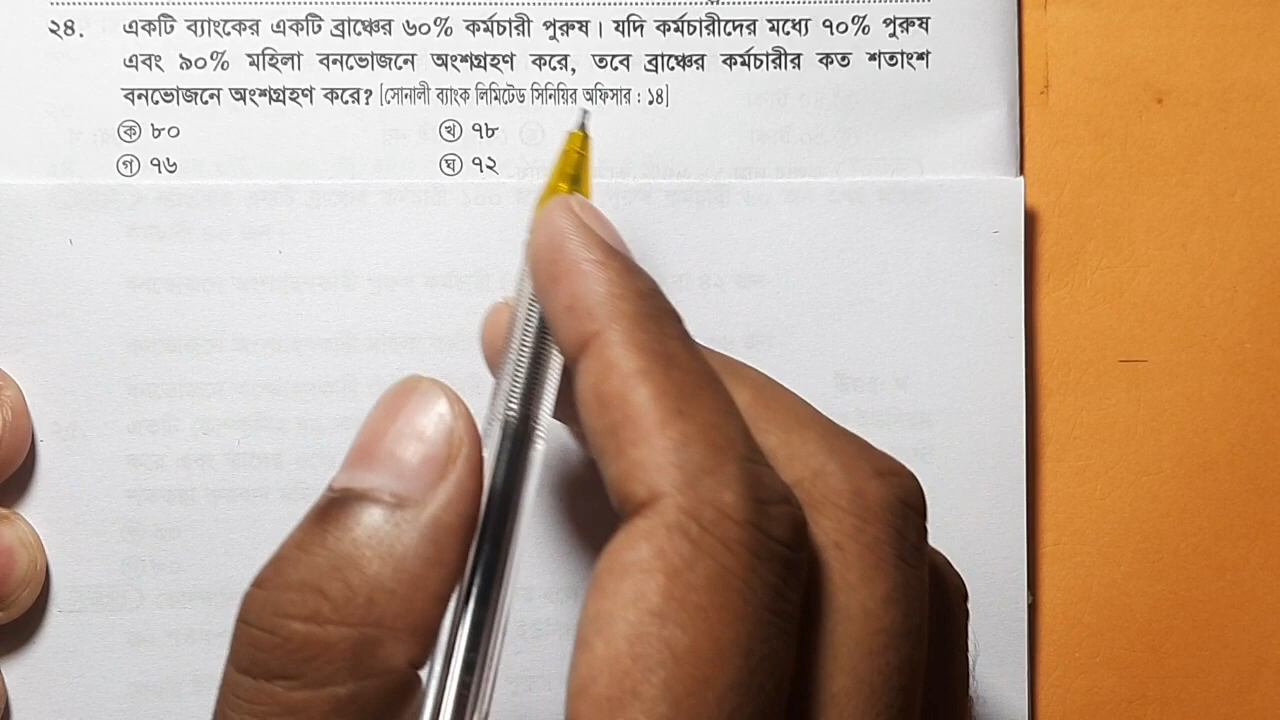 ২৪. একটি ব্যাংকের একটি ব্রাঞ্চের ৬০% কর্মচারী পুরুষ। যদি কর্মচারীদের মধ্যে ৭০% পুরুষ
এবং ৯০% মহিলা বনভোজনে অংশগ্রহণ করে, তবে ব্রাঞ্চের কর্মচারীর কত শতাংশ
বনভোজনে অংশগ্রহণ করে? [সোনালী ব্যাংক লিমিটেড সিনিয়র অফিসার : ১৪]
ক ৮০ খ ৭৮
গ ৭৬ ঘ ৭২